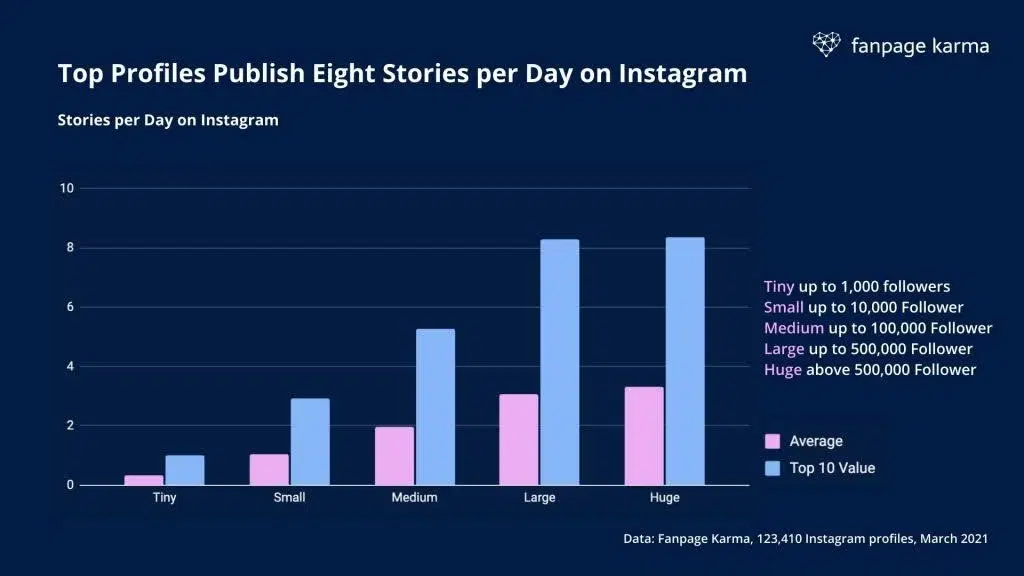 fanpage karma
Top Profiles Publish Eight Stories per Day on Instagram
Stories per Day on Instagram
10
8
6
4
2
0
Tiny
Small
Medium
Large
Huge
Tiny up to 1,000 followers
Small up to 10,000 Follower
Medium up to 100,000 Follower
Large up to 500,000 Follower
Huge above 500,000 Follower
Average
Top 10 Value
Data: Fanpage Karma, 123,410 Instagram profiles, March 2021